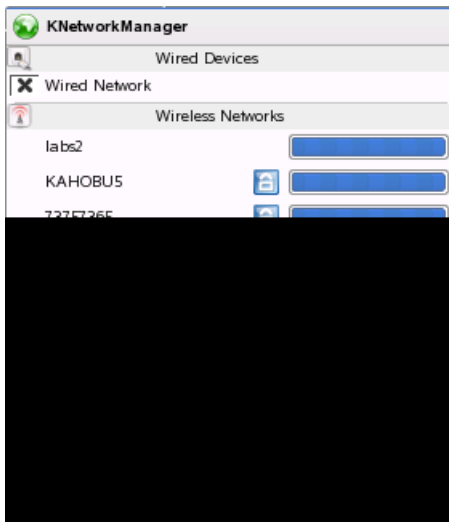 KNetworkManager
Wired Devices
Wired Network
Wireless Networks
labs2
KAHOBU5